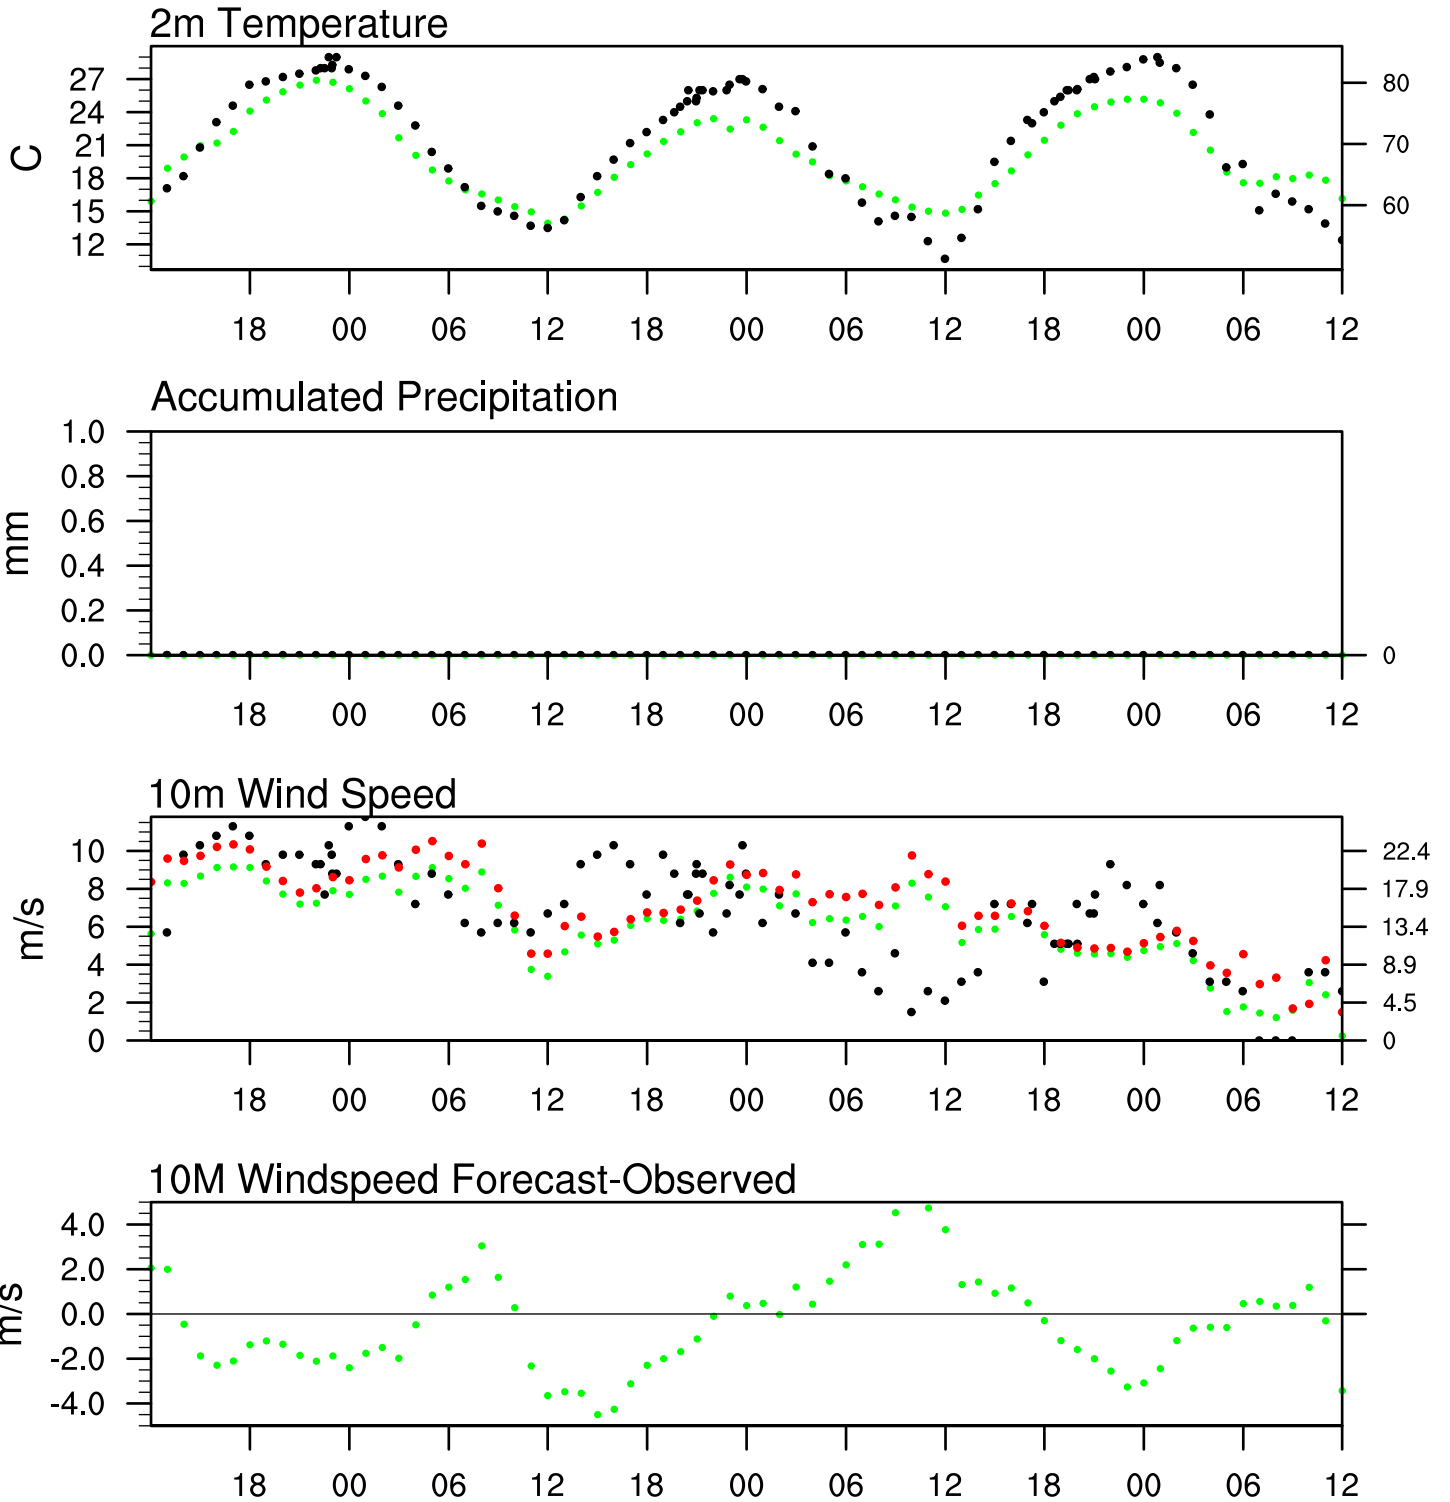 2m Temperature
27
24
21
18
15
12
C
80
70
60
18 00 06 12 18 00 06 12 18 00 06 12
Accumulated Precipitation
1.0
0.8
0.6
0.4
0.2
0.0
mm
0
18 00 06 12 18 00 06 12 18 00 06 12
10m Wind Speed
10
8
6
4
2
0
m/s
22.4
17.9
13.4
8.9
4.5
0
18 00 06 12 18 00 06 12 18 00 06 12
10M Windspeed Forecast-Observed
4.0
2.0
0.0
-2.0
-4.0
m/s
18 00 06 12 18 00 06 12 18 00 06 12